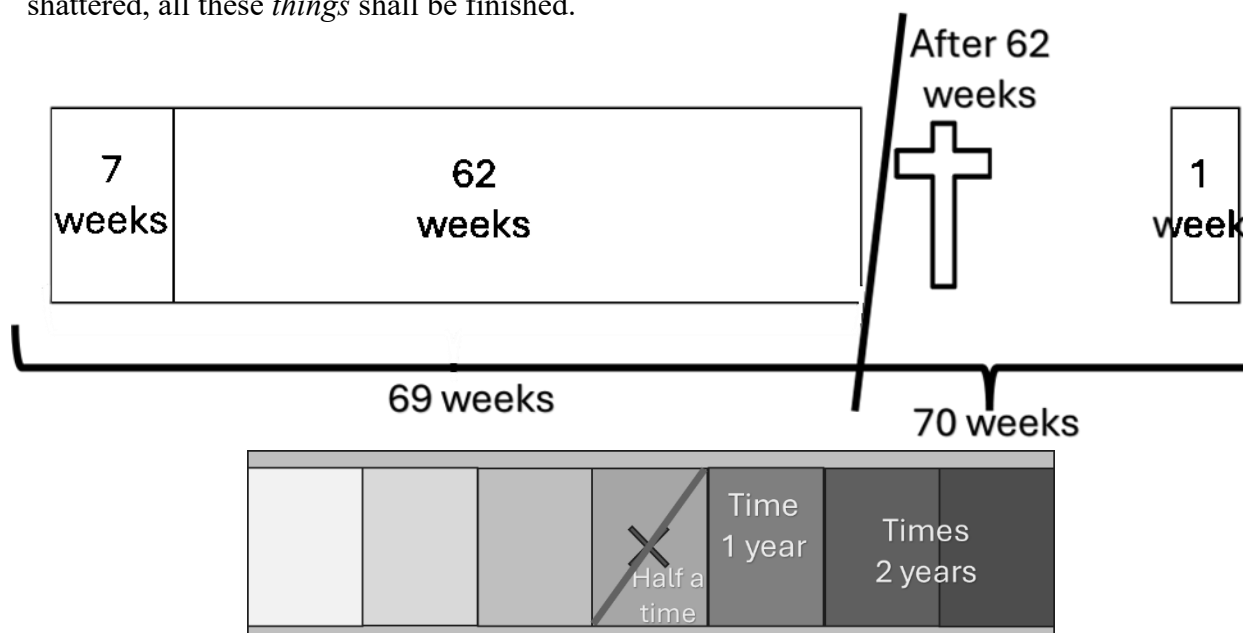 shattered, all these things shall be finished.
After 62
weeks
7
weeks
62
weeks
1
week
69 weeks
70 weeks
Time
1 year
Times
2 years
Half a
time